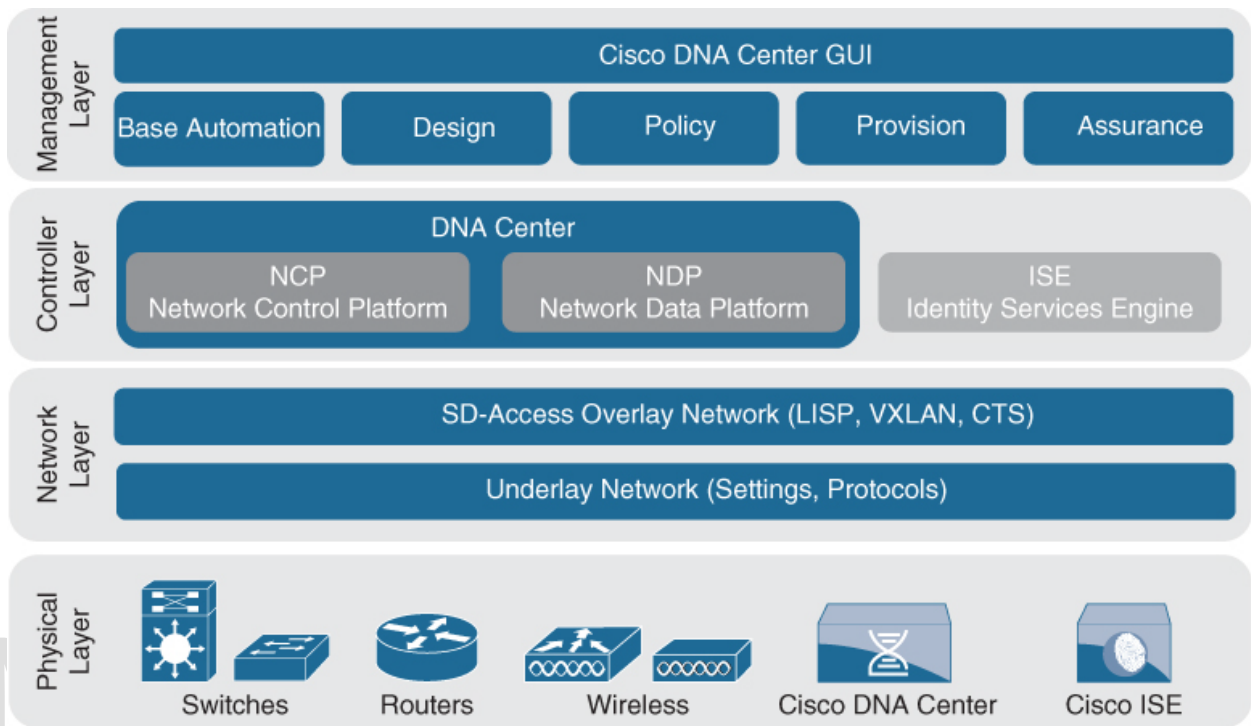 Management
Layer
Cisco DNA Center GUI
Base Automation
Design
Policy
Provision
Assurance
Controller
Layer
DNA Center
NCP
Network Control Platform
NDP
Network Data Platform
ISE
Identity Services Engine
Network
Layer
SD-Access Overlay Network (LISP, VXLAN, CTS)
Underlay Network (Settings, Protocols)
Physical
Layer
Switches
Routers
Wireless
Cisco DNA Center
Cisco ISE